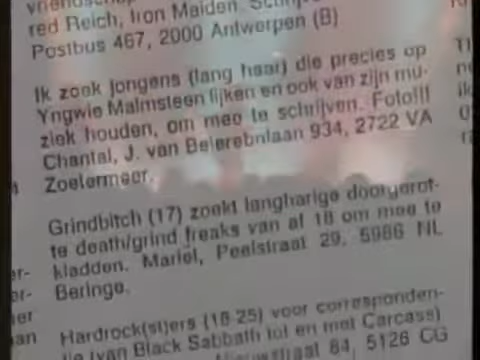 red Reich, Iron Maiden.
Postbus 467, 2000 Antwerpen (B)
Ik zoek jongens (lang haar) die precies op
Yngwie Malmsteen lijken en ook van zijn mu-
ziek houden, om mee te schrijven. Foto!!!
Chantal, J. van Beierenlaan 934, 2722 VA
Zoetermeer.
Grindbitch (17) zoekt langharige doorgerot-
te death/grind freaks van af 18 om mee te
kladden. Mariël, Peelstraat 29, 5986 NL
Beringe.
Hardrock(st)ers (18-25) voor corresponden-
tie (van Black Sabbath tot en met Carcass)
84, 5126 CG